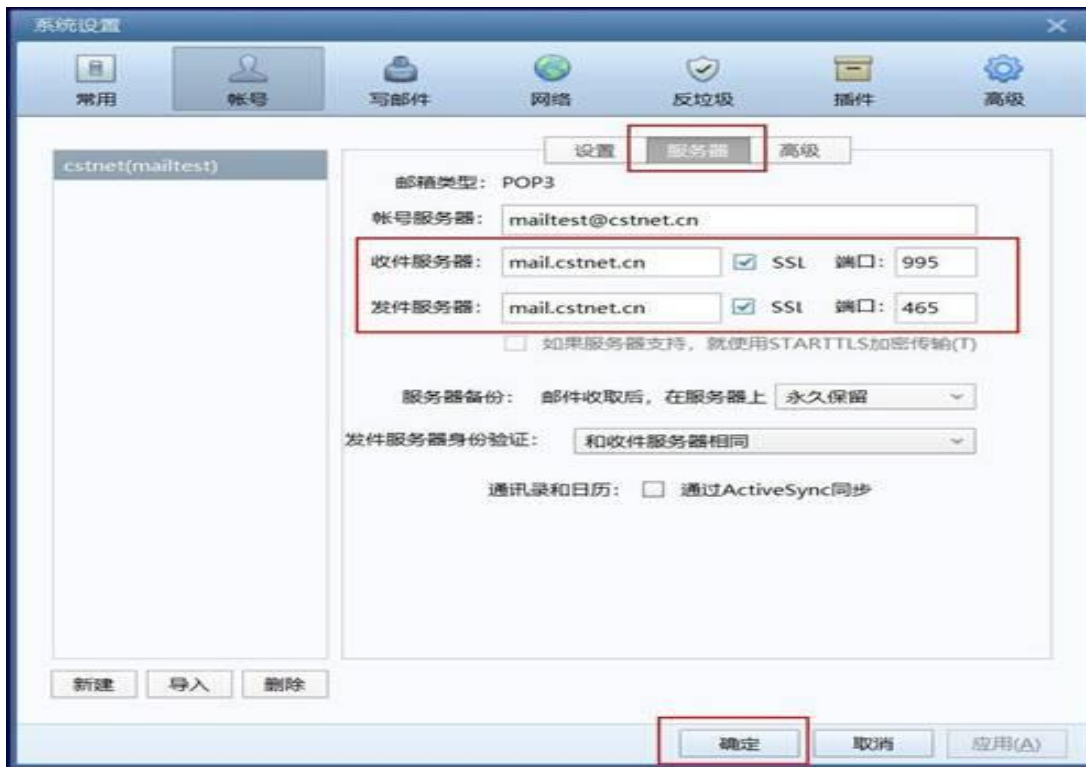 系统设置
常用 帐号 写邮件 网络 反垃圾 插件 高级
cstnet(mailtest)
设置 服务器 高级
邮箱类型： POP3
帐号服务器： mailtest@cstnet.cn
收件服务器： mail.cstnet.cn SSL 端口： 995
发件服务器： mail.cstnet.cn SSL 端口： 465
如果服务器支持，就使用STARTTLS加密传输(T)
服务器备份： 邮件收取后，在服务器上 永久保留
发件服务器身份验证： 和收件服务器相同
通讯录和日历： 通过ActiveSync同步
新建 导入 删除
确定 取消 应用(A)